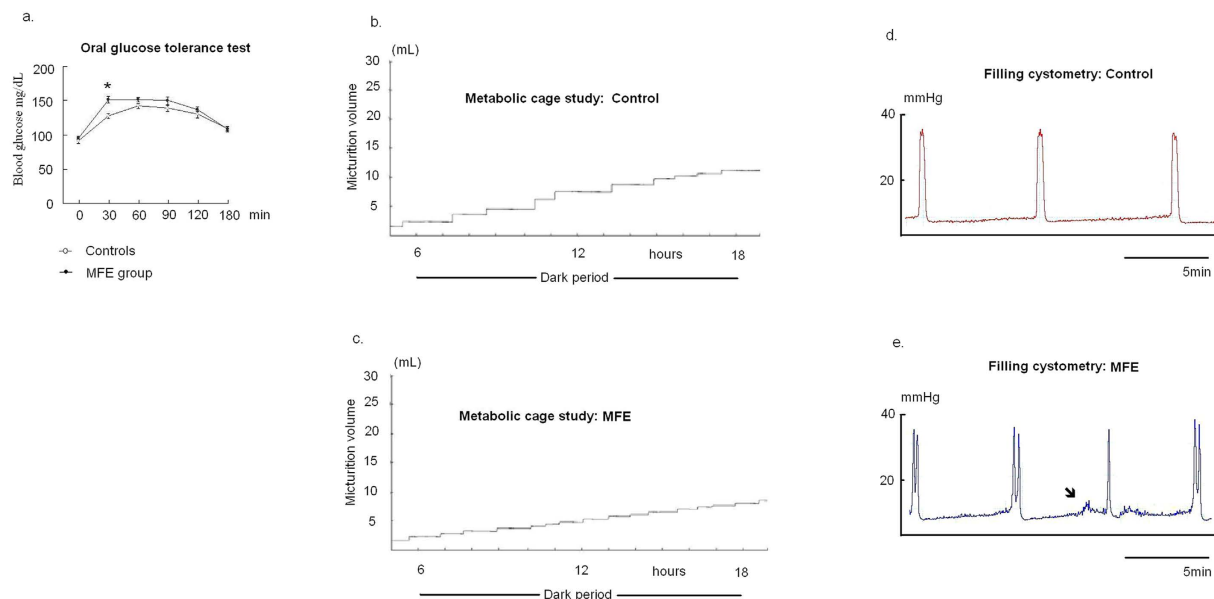 a.
Oral glucose tolerance test
*
Blood glucose mg/dL
200
150
100
50
0
0 30 60 90 120 180 min
Controls
MFE group
b.
(mL)
Micturition volume
30
25
20
15
10
5
Metabolic cage study: Control
6 12 hours 18
Dark period
c.
(mL)
Micturition volume
30
25
20
15
10
5
Metabolic cage study: MFE
6 12 hours 18
Dark period
d.
Filling cystometry: Control
mmHg
40
20
5min
e.
Filling cystometry: MFE
mmHg
40
20
5min